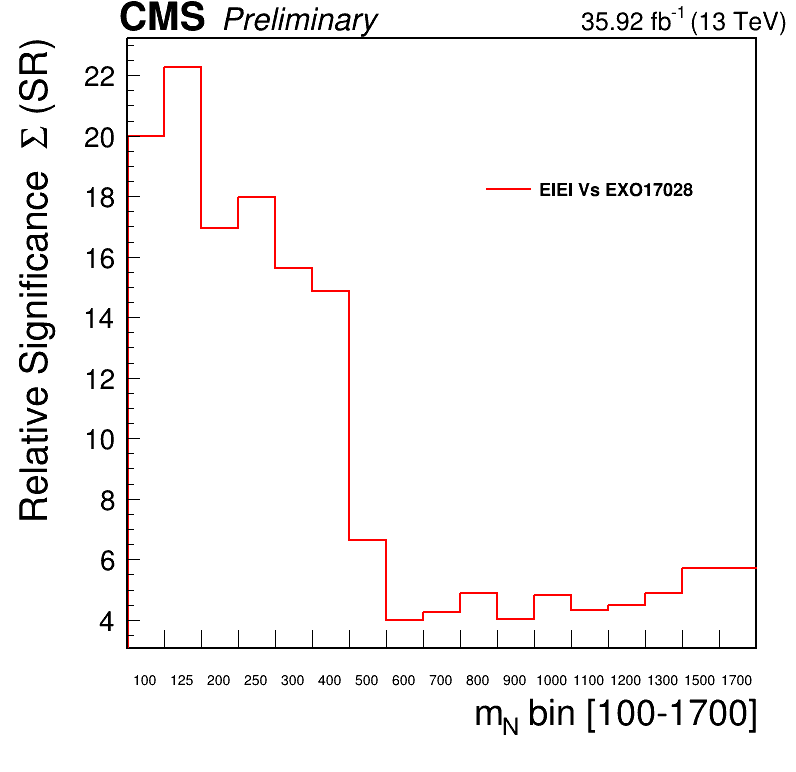 CMS Preliminary 35.92 fb-1 (13 TeV)
Relative Significance Σ (SR)
22
20
18
16
14
12
10
8
6
4
EIEI Vs EXO17028
100 125 200 250 300 400 500 600 700 800 900 1000 1100 1200 1300 1500 1700
mN bin [100-1700]